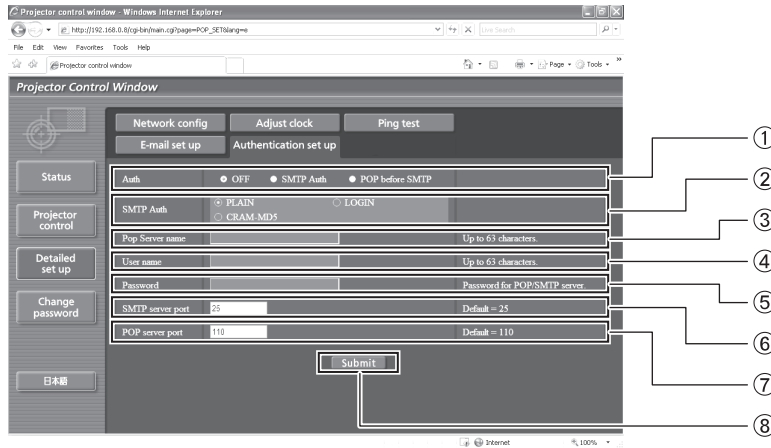 Projector control window - Windows Internet Explorer
http://192.168.0.8/cgi-bin/main.cgi?page=POP_SET&lang=e
Live Search
File Edit View Favorites Tools Help
Projector control window
Page Tools
Projector Control Window
Network config Adjust clock Ping test
E-mail set up Authentication set up
Status
Projector control
Detailed set up
Change password
日本語
Auth OFF SMTP Auth POP before SMTP
SMTP Auth PLAIN LOGIN
CRAM-MD5
Pop Server name Up to 63 characters.
User name Up to 63 characters.
Password Password for POP/SMTP server.
SMTP server port 25 Default = 25
POP server port 110 Default = 110
Submit
Internet 100%
①
②
③
④
⑤
⑥
⑦
⑧